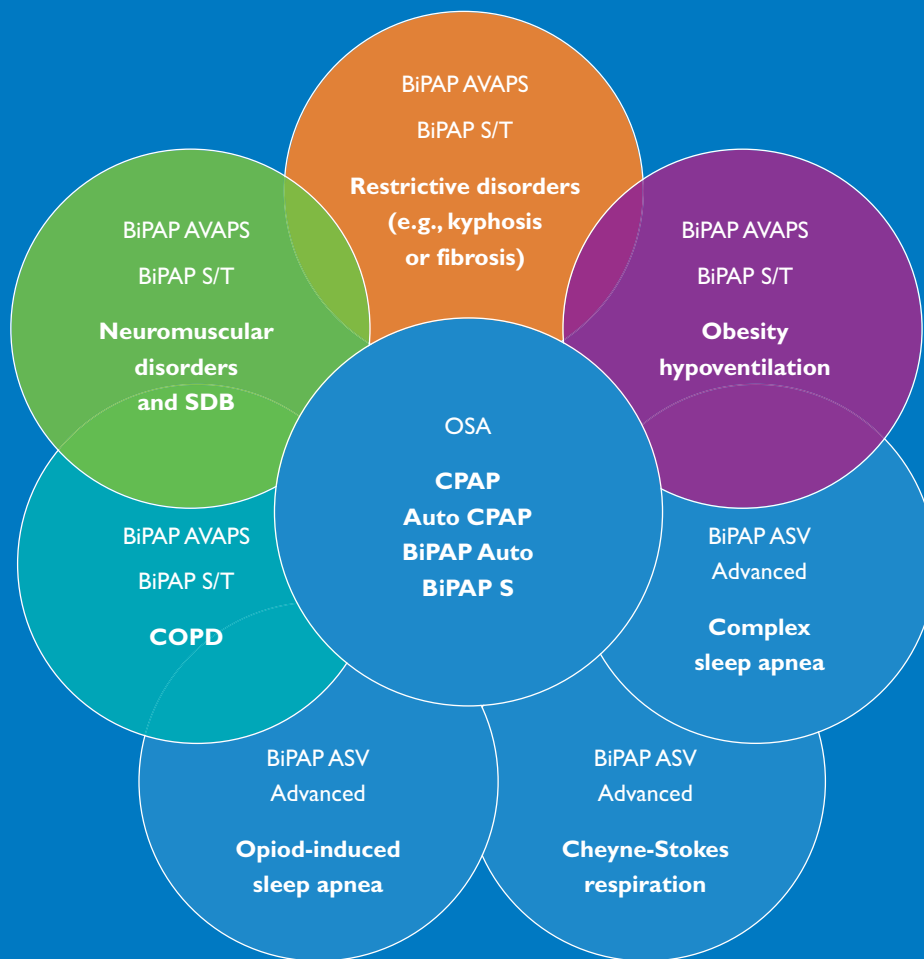 BiPAP AVAPS
BiPAP S/T
Restrictive disorders
(e.g., kyphosis
or fibrosis)
BiPAP AVAPS
BiPAP S/T
Neuromuscular
disorders
and SDB
BiPAP AVAPS
BiPAP S/T
Obesity
hypoventilation
OSA
CPAP
Auto CPAP
BiPAP Auto
BiPAP S
BiPAP AVAPS
BiPAP S/T
COPD
BiPAP ASV
Advanced
Complex
sleep apnea
BiPAP ASV
Advanced
Opiod-induced
sleep apnea
BiPAP ASV
Advanced
Cheyne-Stokes
respiration